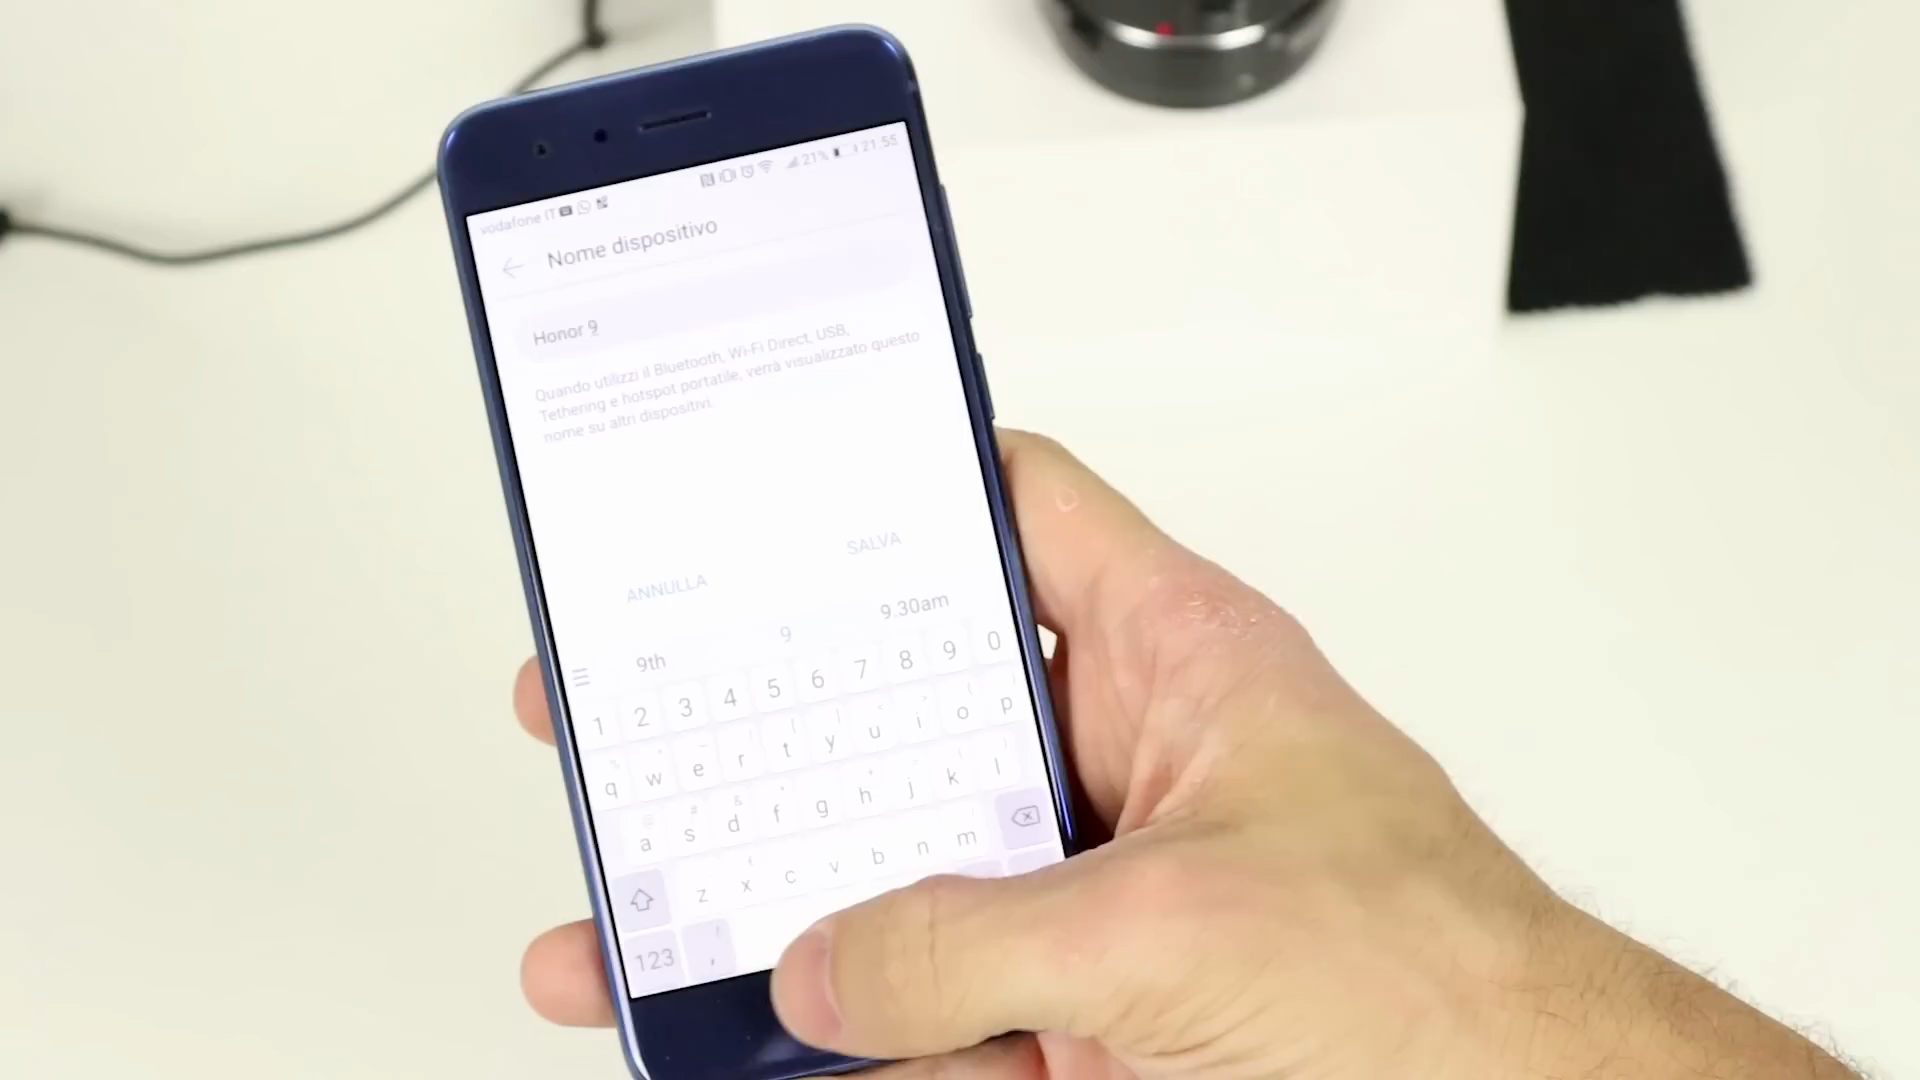 vodafone IT 21% 21:55
Nome dispositivo
Honor 9
Quando utilizzi il Bluetooth, Wi-Fi Direct, USB,
Tethering e hotspot portatile, verrà visualizzato questo
nome su altri dispositivi.
ANNULLA SALVA
9th 9 9.30am
1 2 3 4 5 6 7 8 9 0
q w e r t y u i o p
a s d f g h j k l
z x c v b n m
123 ,